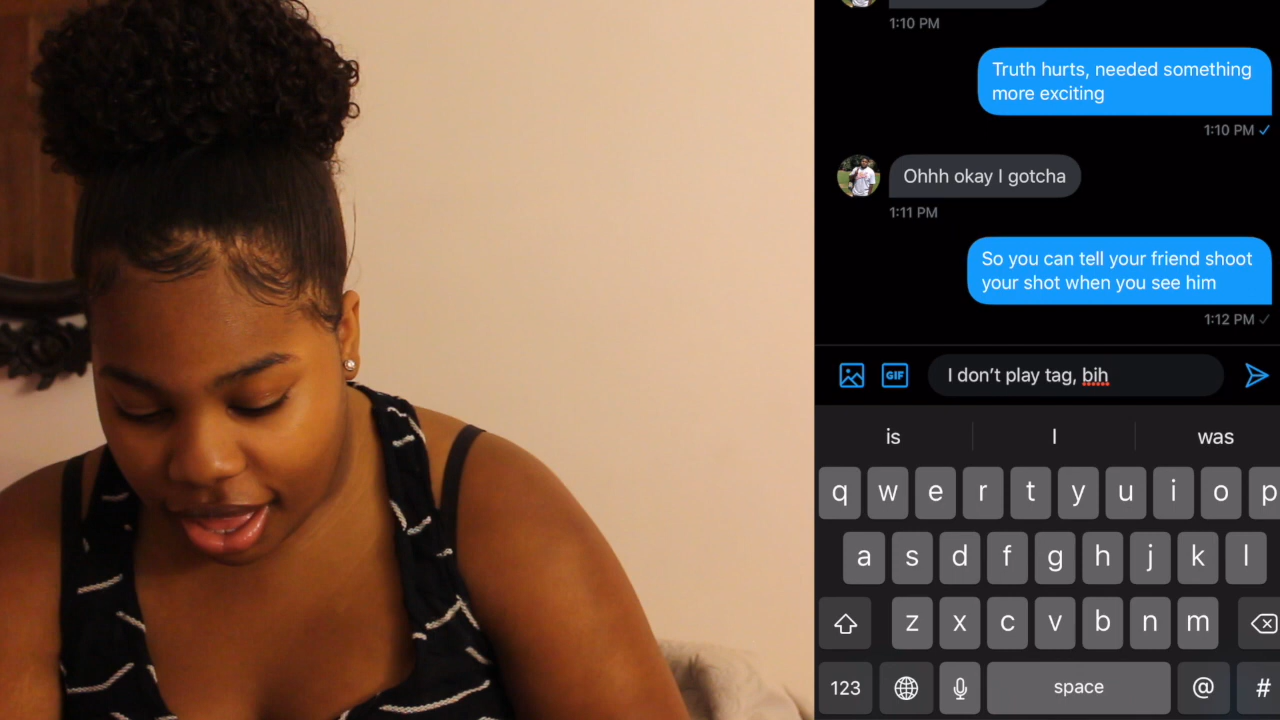 1:10 PM
Truth hurts, needed something
more exciting
1:10 PM ✓
Ohhh okay I gotcha
1:11 PM
So you can tell your friend shoot
your shot when you see him
1:12 PM ✓
GIF
I don’t play tag, bih
is I was
q w e r t y u i o p
a s d f g h j k l
z x c v b n m
123 space @ #